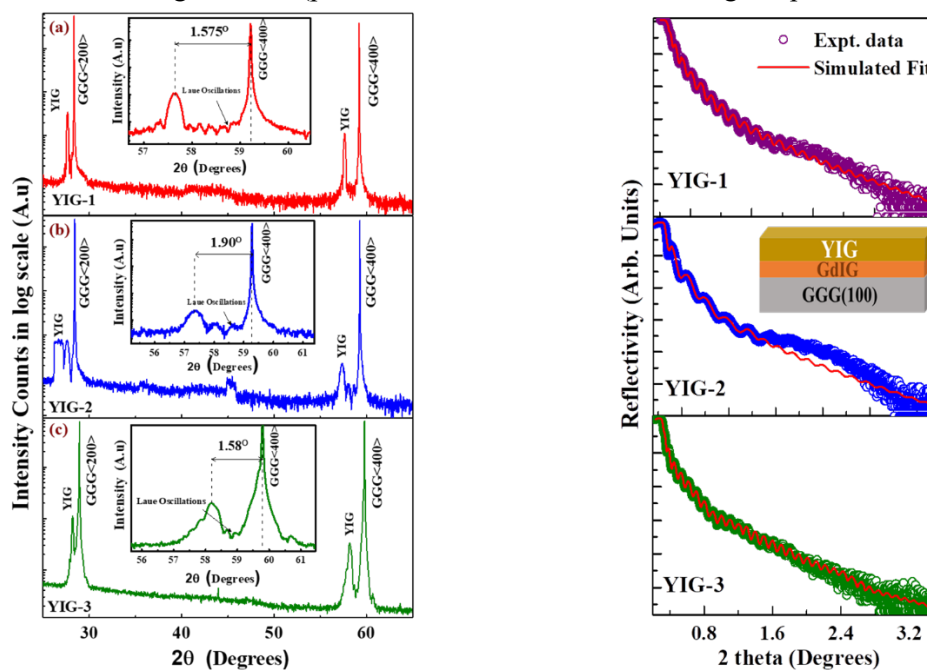 Intensity Counts in log scale (A.u)
(a)
YIG
GGG<200>
Intensity (A.u)
1.575°
GGG<400>
Laue Oscillations
57 58 59 60
2θ (Degrees)
YIG
GGG<400>
YIG-1
(b)
YIG
GGG<200>
Intensity (A.u)
1.90°
GGG<400>
Laue Oscillations
56 57 58 59 60 61
2θ (Degrees)
YIG
GGG<400>
YIG-2
(c)
YIG
GGG<200>
Intensity (A.u)
1.58°
GGG<400>
Laue Oscillations
56 57 58 59 60 61
2θ (Degrees)
YIG
GGG<400>
YIG-3
30 40 50 60
2θ (Degrees)
Reflectivity (Arb. Units)
Expt. data
Simulated Fit
YIG-1
YIG
GdIG
GGG(100)
YIG-2
YIG-3
0.8 1.6 2.4 3.2
2 theta (Degrees)